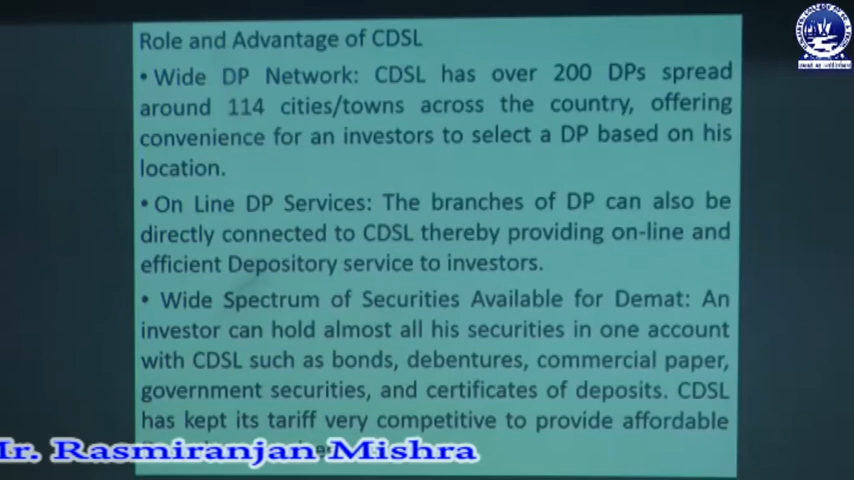 Role and Advantage of CDSL
• Wide DP Network: CDSL has over 200 DPs spread
around 114 cities/towns across the country, offering
convenience for an investors to select a DP based on his
location.
• On Line DP Services: The branches of DP can also be
directly connected to CDSL thereby providing on-line and
efficient Depository service to investors.
• Wide Spectrum of Securities Available for Demat: An
investor can hold almost all his securities in one account
with CDSL such as bonds, debentures, commercial paper,
government securities, and certificates of deposits. CDSL
has kept its tariff very competitive to provide affordable
Rasmiranjan Mishra